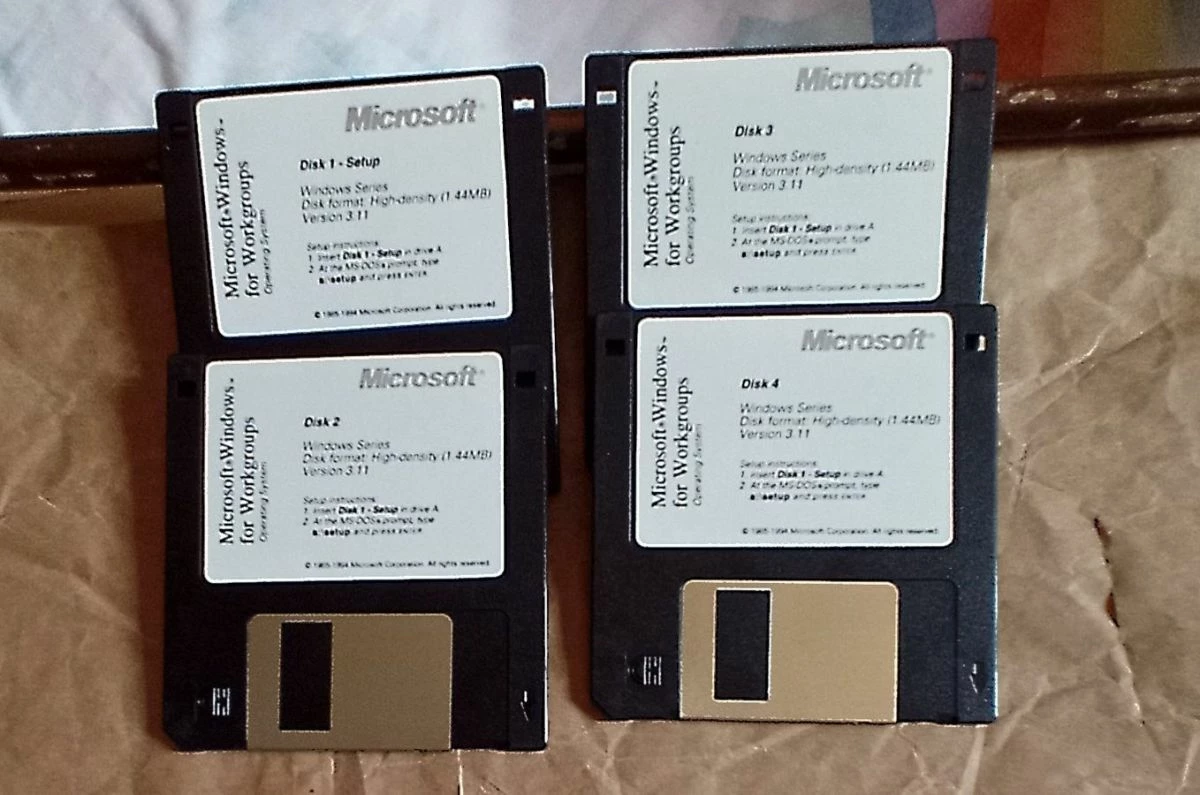 Microsoft®
Microsoft®Windows™
for Workgroups
Operating System
Disk 1 - Setup
Windows Series
Disk format: High-density (1.44MB)
Version 3.11
Setup instructions:
1. Insert Disk 1 - Setup in drive A.
2. At the MS-DOS® prompt, type
a:\setup and press ENTER.
© 1985-1994 Microsoft Corporation. All rights reserved.
Microsoft®
Microsoft®Windows™
for Workgroups
Operating System
Disk 2
Windows Series
Disk format: High-density (1.44MB)
Version 3.11
Setup instructions:
1. Insert Disk 1 - Setup in drive A.
2. At the MS-DOS® prompt, type
a:\setup and press ENTER.
© 1985-1994 Microsoft Corporation. All rights reserved.
Microsoft®
Microsoft®Windows™
for Workgroups
Operating System
Disk 3
Windows Series
Disk format: High-density (1.44MB)
Version 3.11
Setup instructions:
1. Insert Disk 1 - Setup in drive A.
2. At the MS-DOS® prompt, type
a:\setup and press ENTER.
© 1985-1994 Microsoft Corporation. All rights reserved.
Microsoft®
Microsoft®Windows™
for Workgroups
Operating System
Disk 4
Windows Series
Disk format: High-density (1.44MB)
Version 3.11
Setup instructions:
1. Insert Disk 1 - Setup in drive A.
2. At the MS-DOS® prompt, type
a:\setup and press ENTER.
© 1985-1994 Microsoft Corporation. All rights reserved.